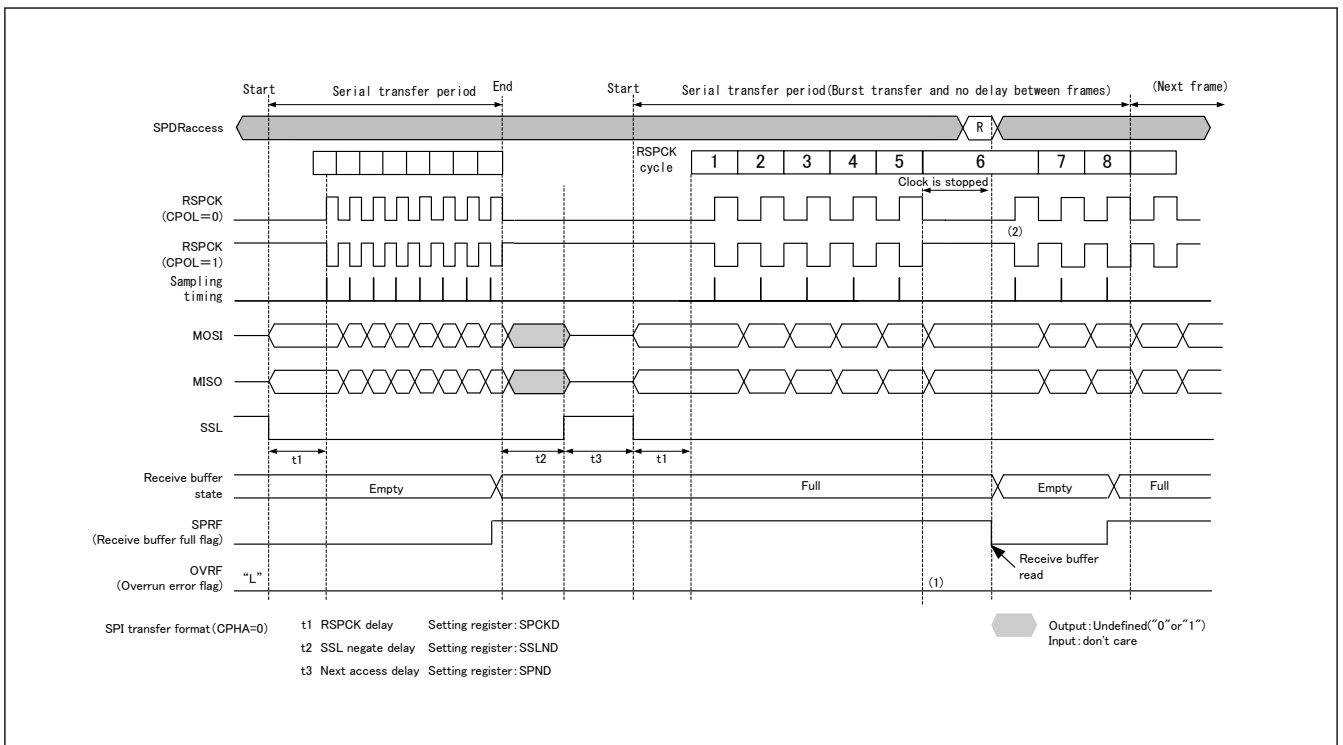 Start
Serial transfer period
End
Start
Serial transfer period(Burst transfer and no delay between frames)
(Next frame)
SPDRaccess
R
RSPCK
cycle
1 2 3 4 5 6 7 8
Clock is stopped
RSPCK
(CPOL=0)
(2)
RSPCK
(CPOL=1)
Sampling
timing
MOSI
MISO
SSL
t1
t2
t3
t1
Receive buffer
state
Empty
Full
Empty
Full
SPRF
(Receive buffer full flag)
Receive buffer
read
OVRF
(Overrun error flag)
“L”
(1)
SPI transfer format(CPHA=0)
t1 RSPCK delay Setting register:SPCKD
t2 SSL negate delay Setting register:SSLND
t3 Next access delay Setting register:SPND
Output:Undefined(″0″or″1″)
Input:don't care